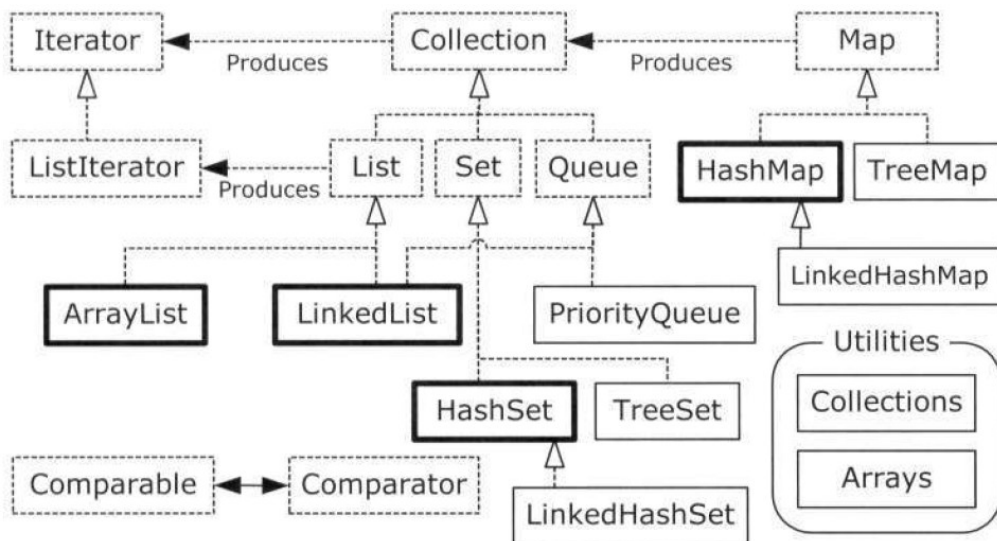 Iterator
Collection
Map
Produces
Produces
ListIterator
List
Set
Queue
HashMap
TreeMap
Produces
LinkedHashMap
ArrayList
LinkedList
PriorityQueue
Utilities
Collections
HashSet
TreeSet
Comparable
Comparator
Arrays
LinkedHashSet